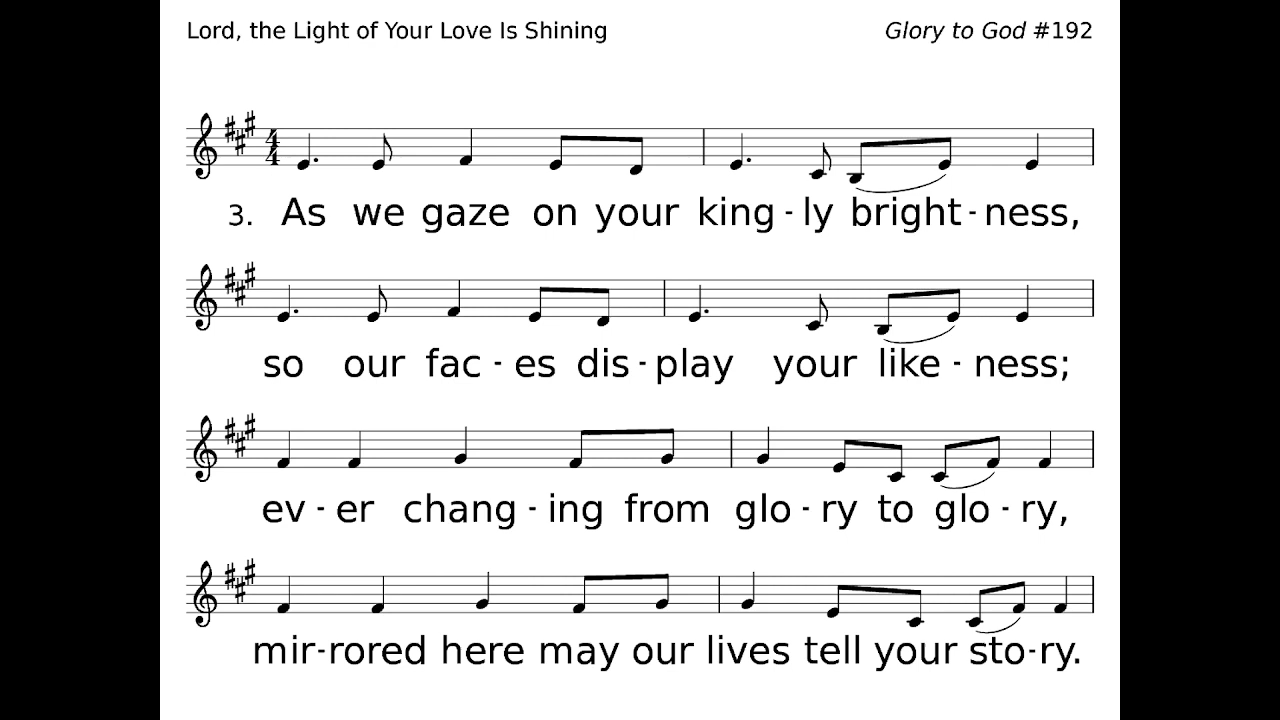 Lord, the Light of Your Love Is Shining Glory to God #192
4
4
3. As we gaze on your king - ly bright - ness,
so our fac - es dis - play your like - ness;
ev - er chang - ing from glo - ry to glo - ry,
mir-rored here may our lives tell your sto-ry.